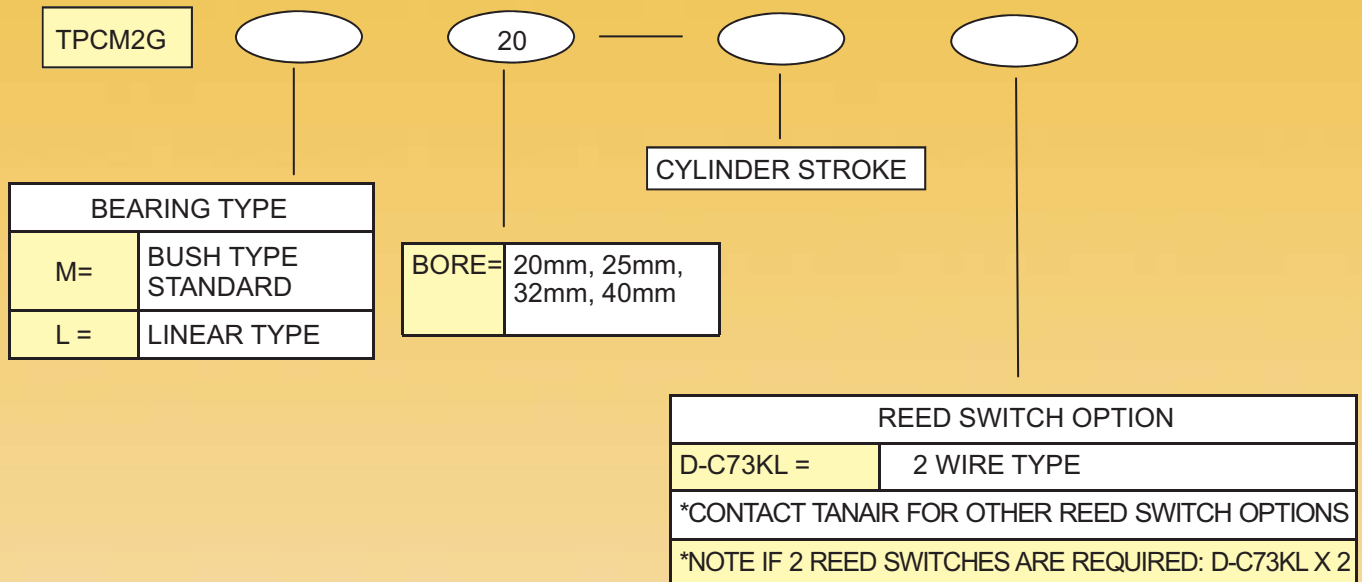 TPCM2G
20
CYLINDER STROKE
BEARING TYPE
M= BUSH TYPE
STANDARD
L = LINEAR TYPE
BORE= 20mm, 25mm,
32mm, 40mm
REED SWITCH OPTION
D-C73KL = 2 WIRE TYPE
*CONTACT TANAIR FOR OTHER REED SWITCH OPTIONS
*NOTE IF 2 REED SWITCHES ARE REQUIRED: D-C73KL X 2